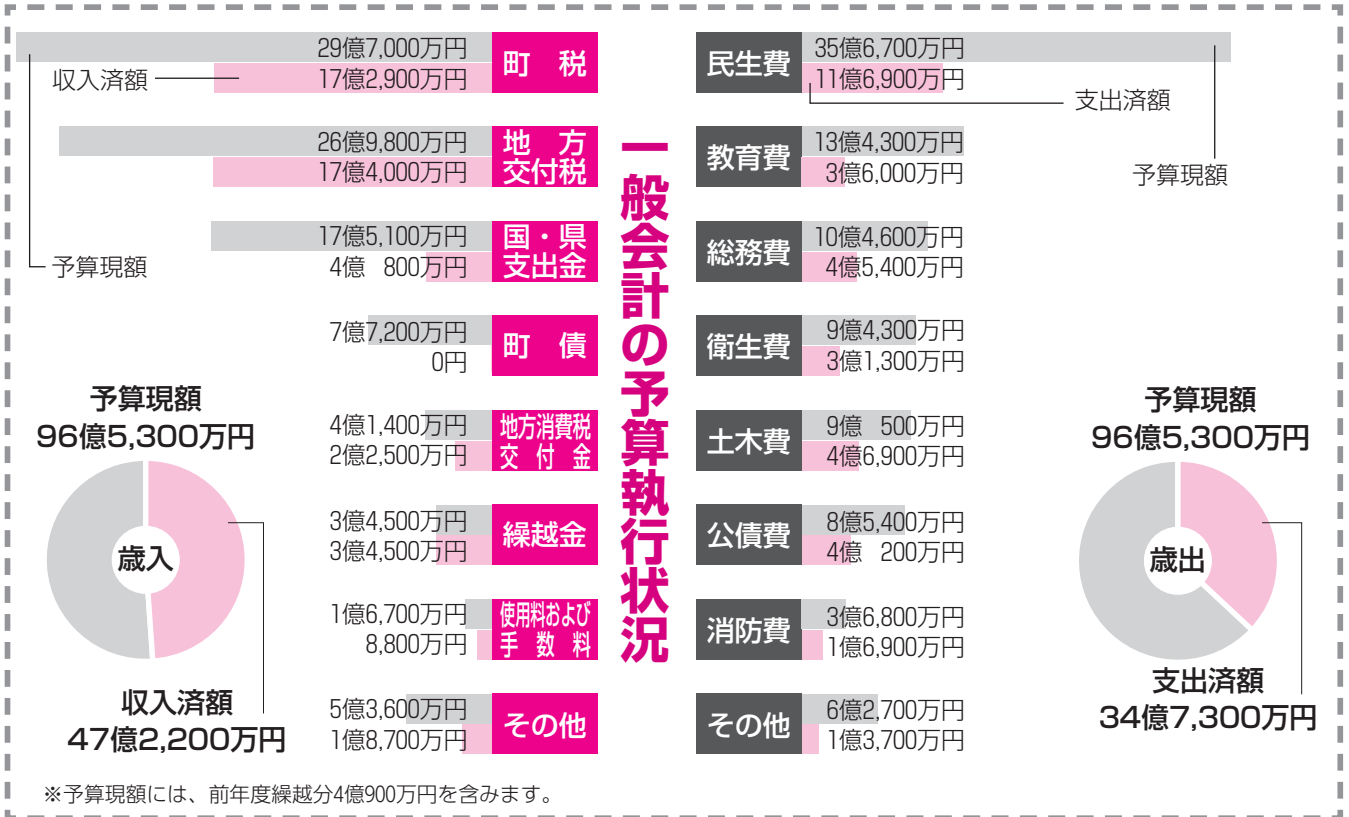 一般会計の予算執行状況
29億7,000万円
収入済額
17億2,900万円
町 税
26億9,800万円
17億4,000万円
地 方
交付税
17億5,100万円
予算現額
4億 800万円
国・県
支出金
7億7,200万円
0円
町 債
4億1,400万円
2億2,500万円
地方消費税
交 付 金
3億4,500万円
3億4,500万円
繰越金
1億6,700万円
8,800万円
使用料および
手 数 料
5億3,600万円
1億8,700万円
その他
予算現額
96億5,300万円
歳入
収入済額
47億2,200万円
民生費
35億6,700万円
11億6,900万円
支出済額
予算現額
教育費
13億4,300万円
3億6,000万円
総務費
10億4,600万円
4億5,400万円
衛生費
9億4,300万円
3億1,300万円
土木費
9億 500万円
4億6,900万円
公債費
8億5,400万円
4億 200万円
消防費
3億6,800万円
1億6,900万円
その他
6億2,700万円
1億3,700万円
予算現額
96億5,300万円
歳出
支出済額
34億7,300万円
※予算現額には、前年度繰越分4億900万円を含みます。